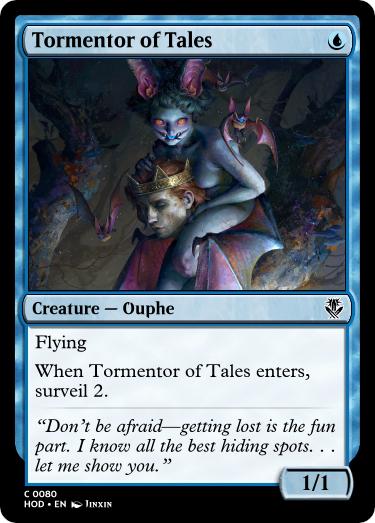 Tormentor of Tales
Creature — Ouphe
Flying
When Tormentor of Tales enters,
surveil 2.
“Don’t be afraid—getting lost is the fun
part. I know all the best hiding spots. . .
let me show you.”
1/1
C 0080
HOD • EN Jinxin